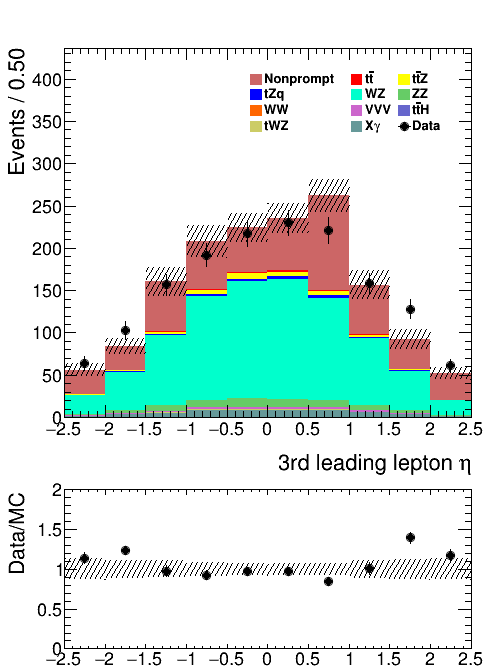 Events / 0.50
400
350
300
250
200
150
100
50
0
Nonprompt tt̄ tt̄Z
tZq WZ ZZ
WW VVV tt̄H
tWZ Xγ Data
−2.5 −2 −1.5 −1 −0.5 0 0.5 1 1.5 2 2.5
3rd leading lepton η
Data/MC
2
1.5
1
0.5
0
−2.5 −2 −1.5 −1 −0.5 0 0.5 1 1.5 2 2.5